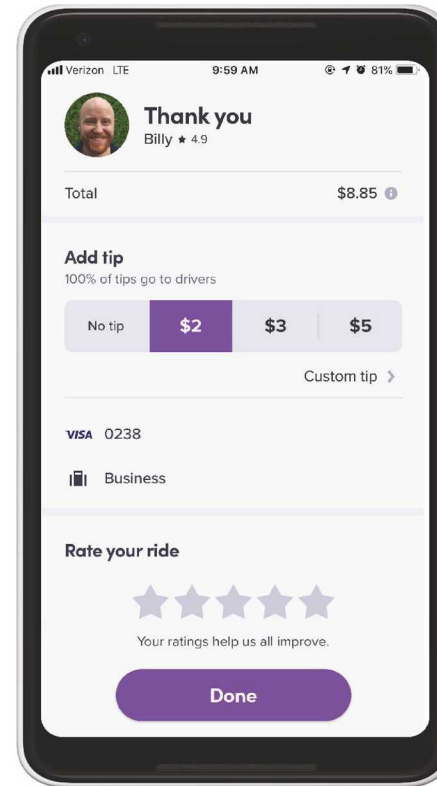 Verizon LTE 9:59 AM 81%
Thank you
Billy ★ 4.9
Total $8.85
Add tip
100% of tips go to drivers
No tip $2 $3 $5
Custom tip
VISA 0238
Business
Rate your ride
Your ratings help us all improve.
Done